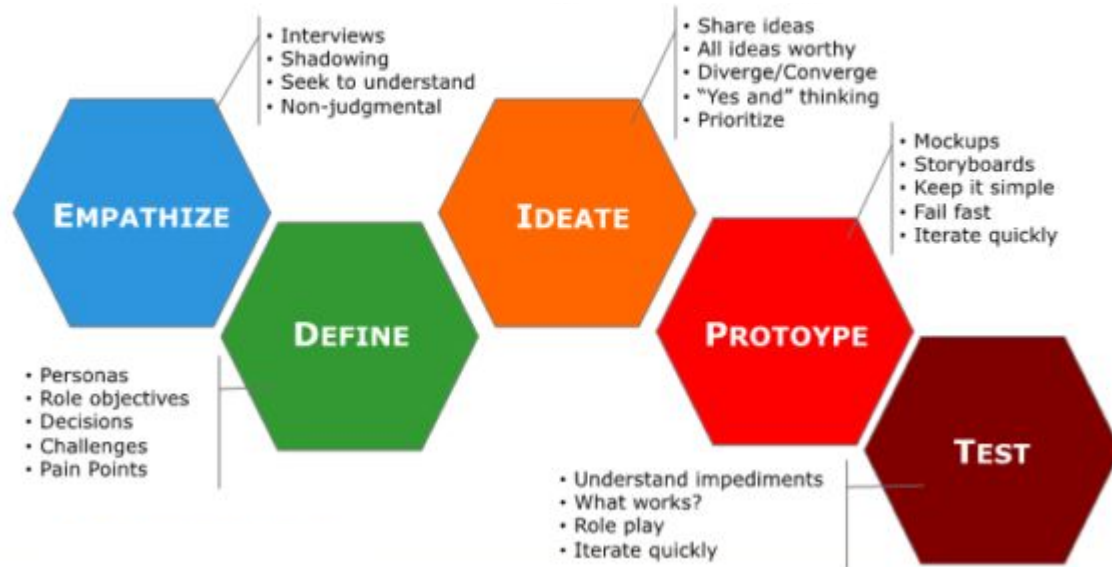 EMPATHIZE
• Interviews
• Shadowing
• Seek to understand
• Non-judgmental
DEFINE
• Personas
• Role objectives
• Decisions
• Challenges
• Pain Points
IDEATE
• Share ideas
• All ideas worthy
• Diverge/Converge
• “Yes and” thinking
• Prioritize
PROTOYPE
• Mockups
• Storyboards
• Keep it simple
• Fail fast
• Iterate quickly
TEST
• Understand impediments
• What works?
• Role play
• Iterate quickly